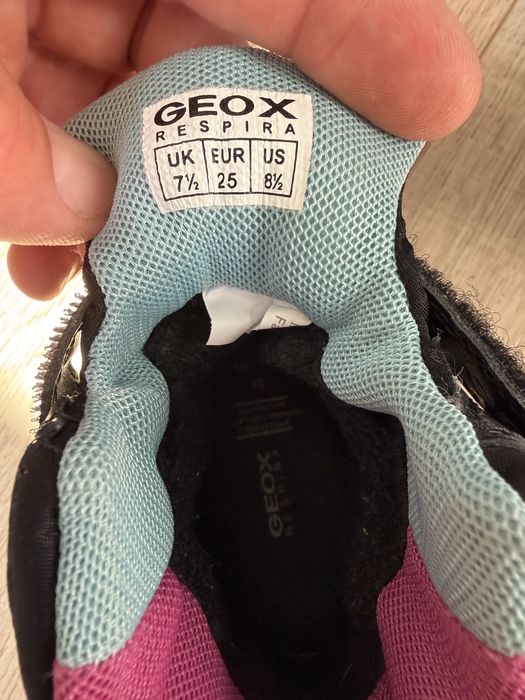 GEOX
RESPIRA
UK EUR US
7½ 25 8½
GEOX
RESPIRA